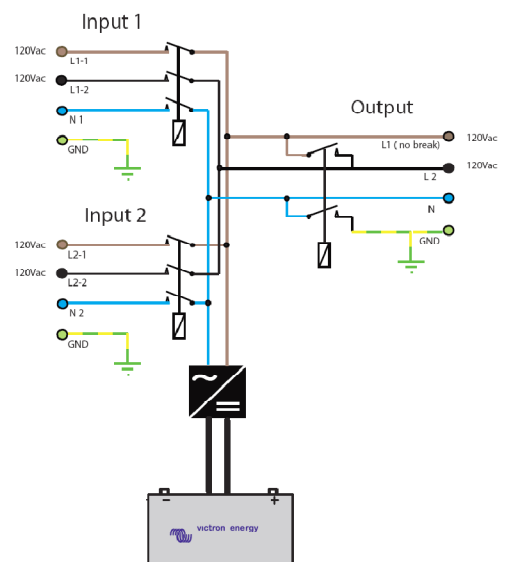 Input 1
120Vac
L1-1
120Vac
L1-2
N 1
GND
Output
L1 ( no break)
120Vac
L 2
120Vac
N
GND
Input 2
120Vac
L2-1
120Vac
L2-2
N 2
GND
- +
victron energy